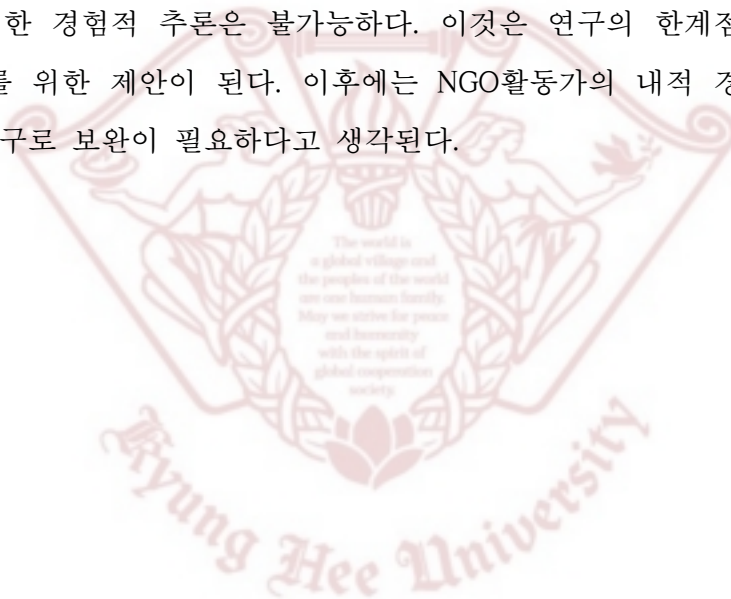 한 경험적 추론은 불가능하다. 이것은 연구의 한계점
를 위한 제안이 된다. 이후에는 NGO활동가의 내적 경
구로 보완이 필요하다고 생각된다.
The world is
a global village and
the peoples of the world
are one human family.
May we strive for peace
and humanity
with the spirit of
global cooperation
society.
Kyung Hee University